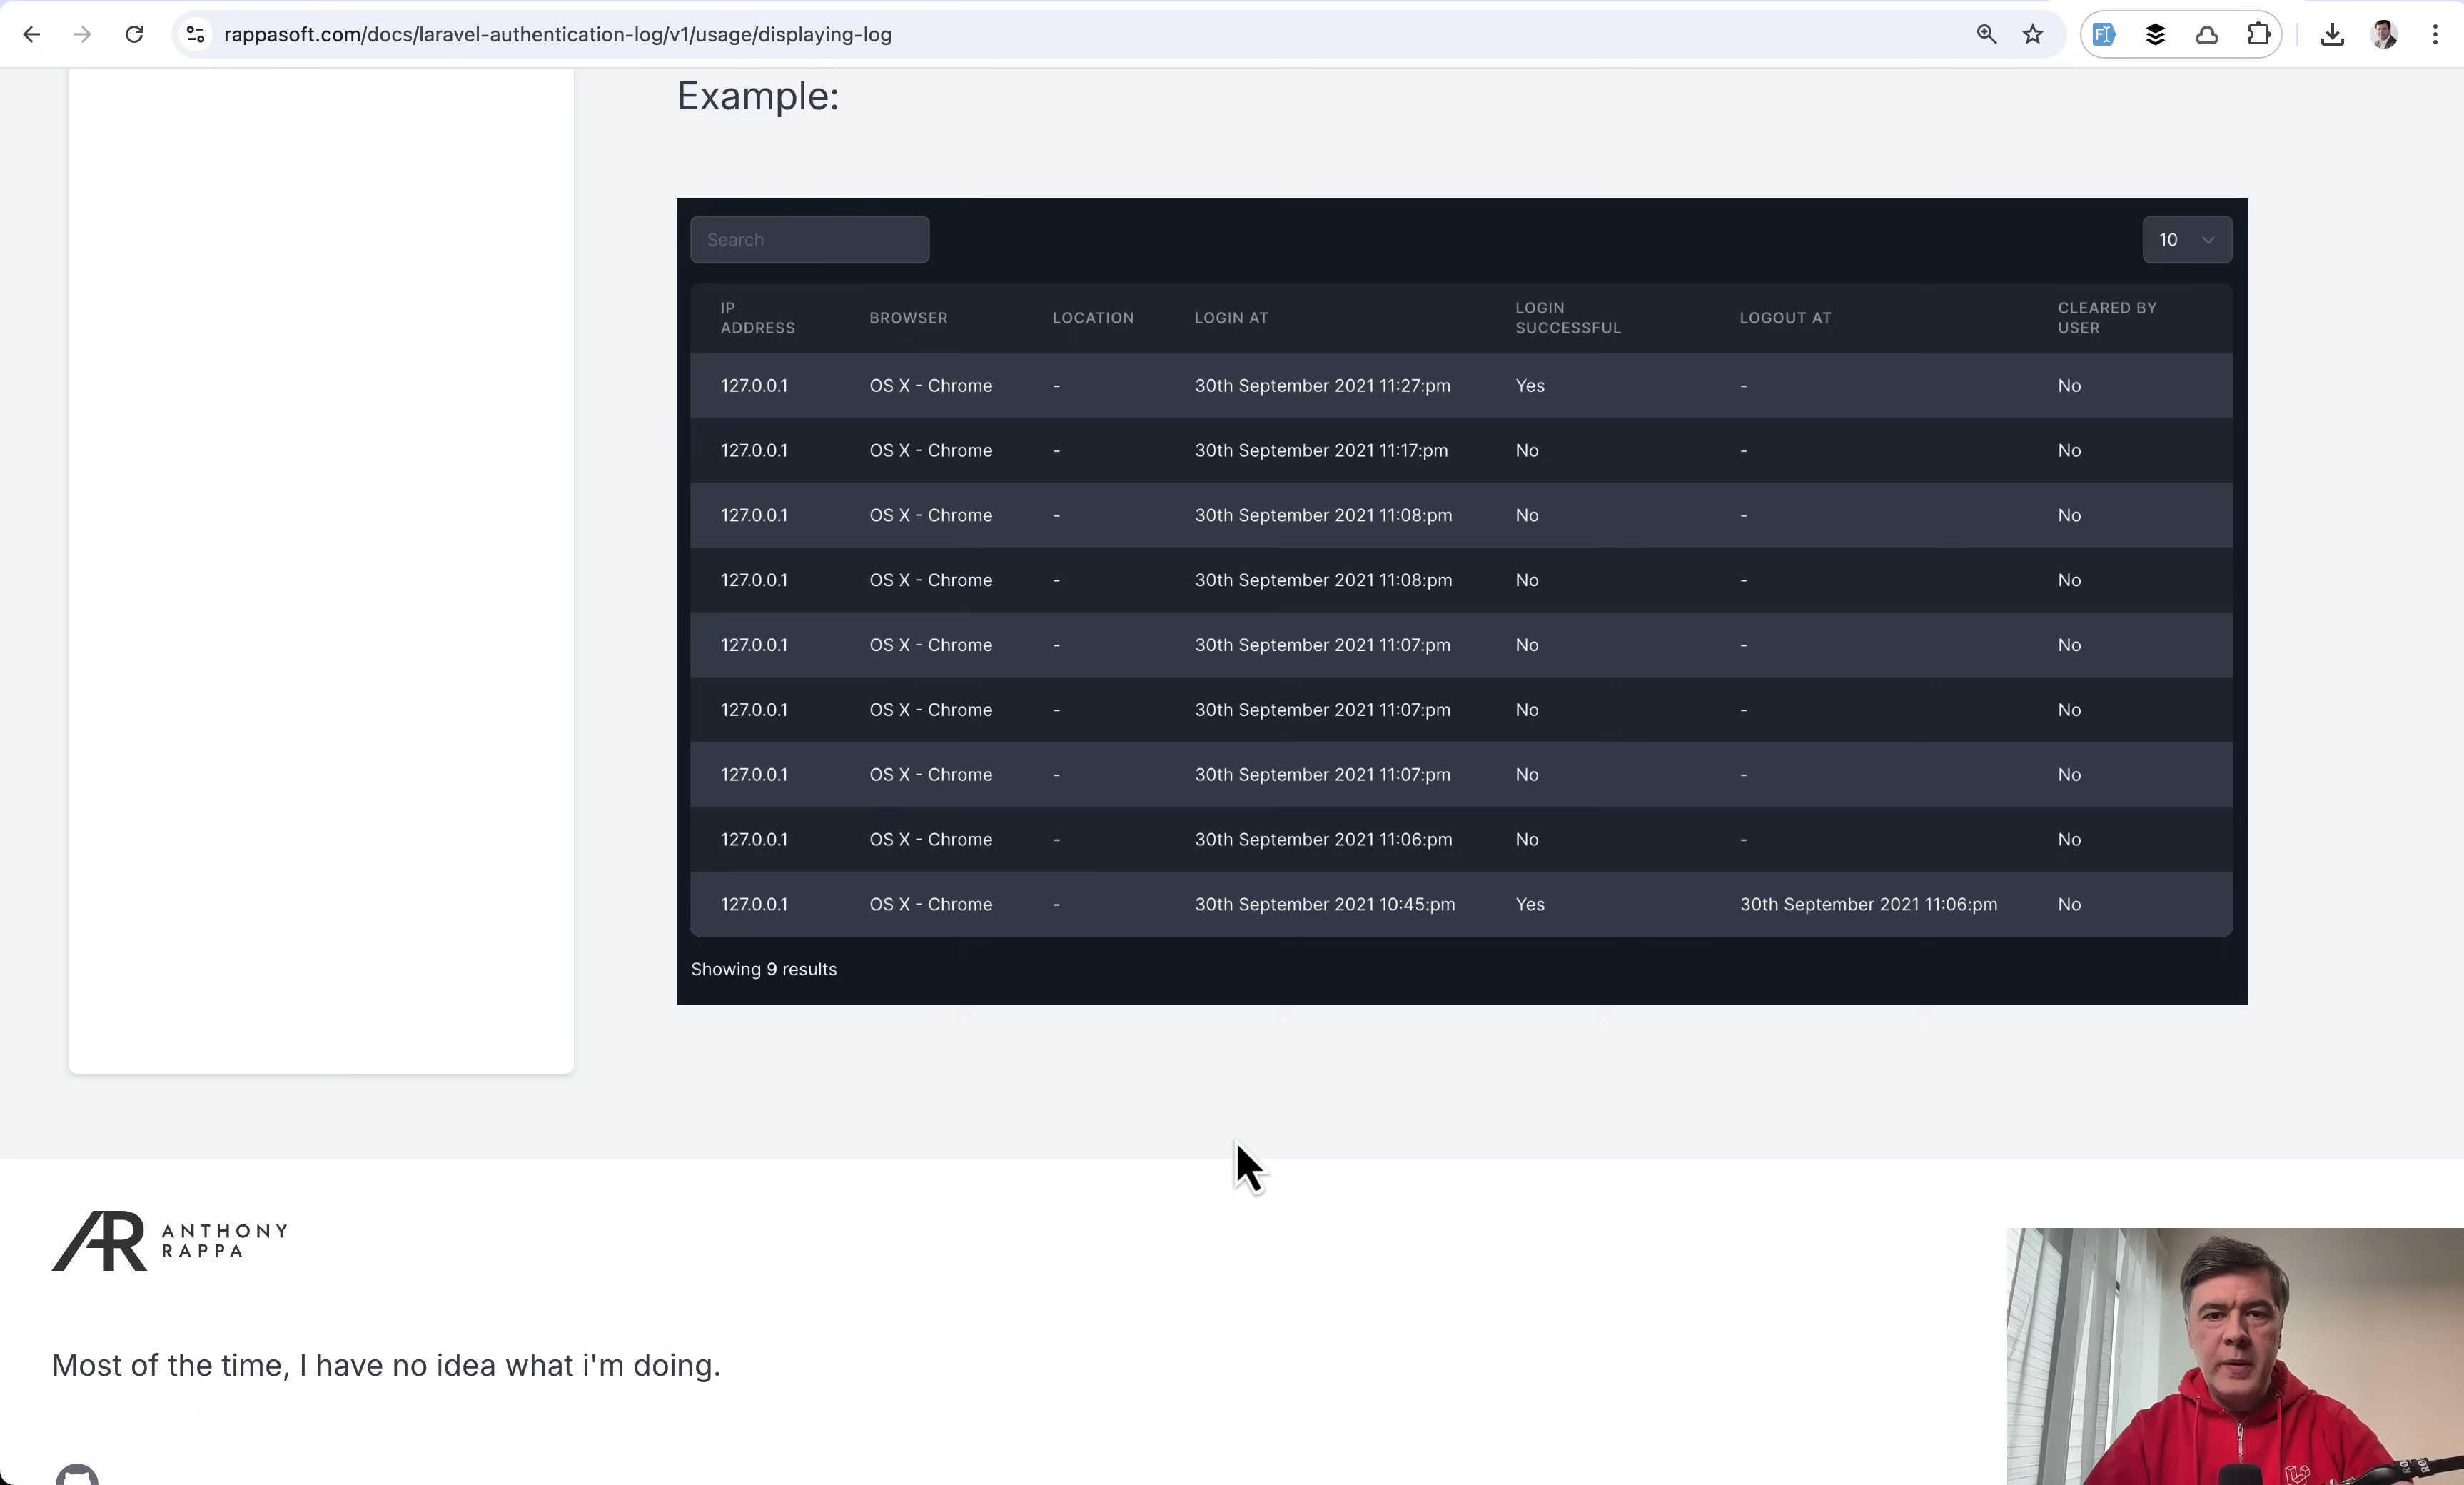 rappasoft.com/docs/laravel-authentication-log/v1/usage/displaying-log
Example:
Search
10
IP ADDRESS BROWSER LOCATION LOGIN AT LOGIN SUCCESSFUL LOGOUT AT CLEARED BY USER
127.0.0.1 OS X - Chrome - 30th September 2021 11:27:pm Yes - No
127.0.0.1 OS X - Chrome - 30th September 2021 11:17:pm No - No
127.0.0.1 OS X - Chrome - 30th September 2021 11:08:pm No - No
127.0.0.1 OS X - Chrome - 30th September 2021 11:08:pm No - No
127.0.0.1 OS X - Chrome - 30th September 2021 11:07:pm No - No
127.0.0.1 OS X - Chrome - 30th September 2021 11:07:pm No - No
127.0.0.1 OS X - Chrome - 30th September 2021 11:07:pm No - No
127.0.0.1 OS X - Chrome - 30th September 2021 11:06:pm No - No
127.0.0.1 OS X - Chrome - 30th September 2021 10:45:pm Yes 30th September 2021 11:06:pm No
Showing 9 results
AR ANTHONY
RAPPA
Most of the time, I have no idea what i'm doing.